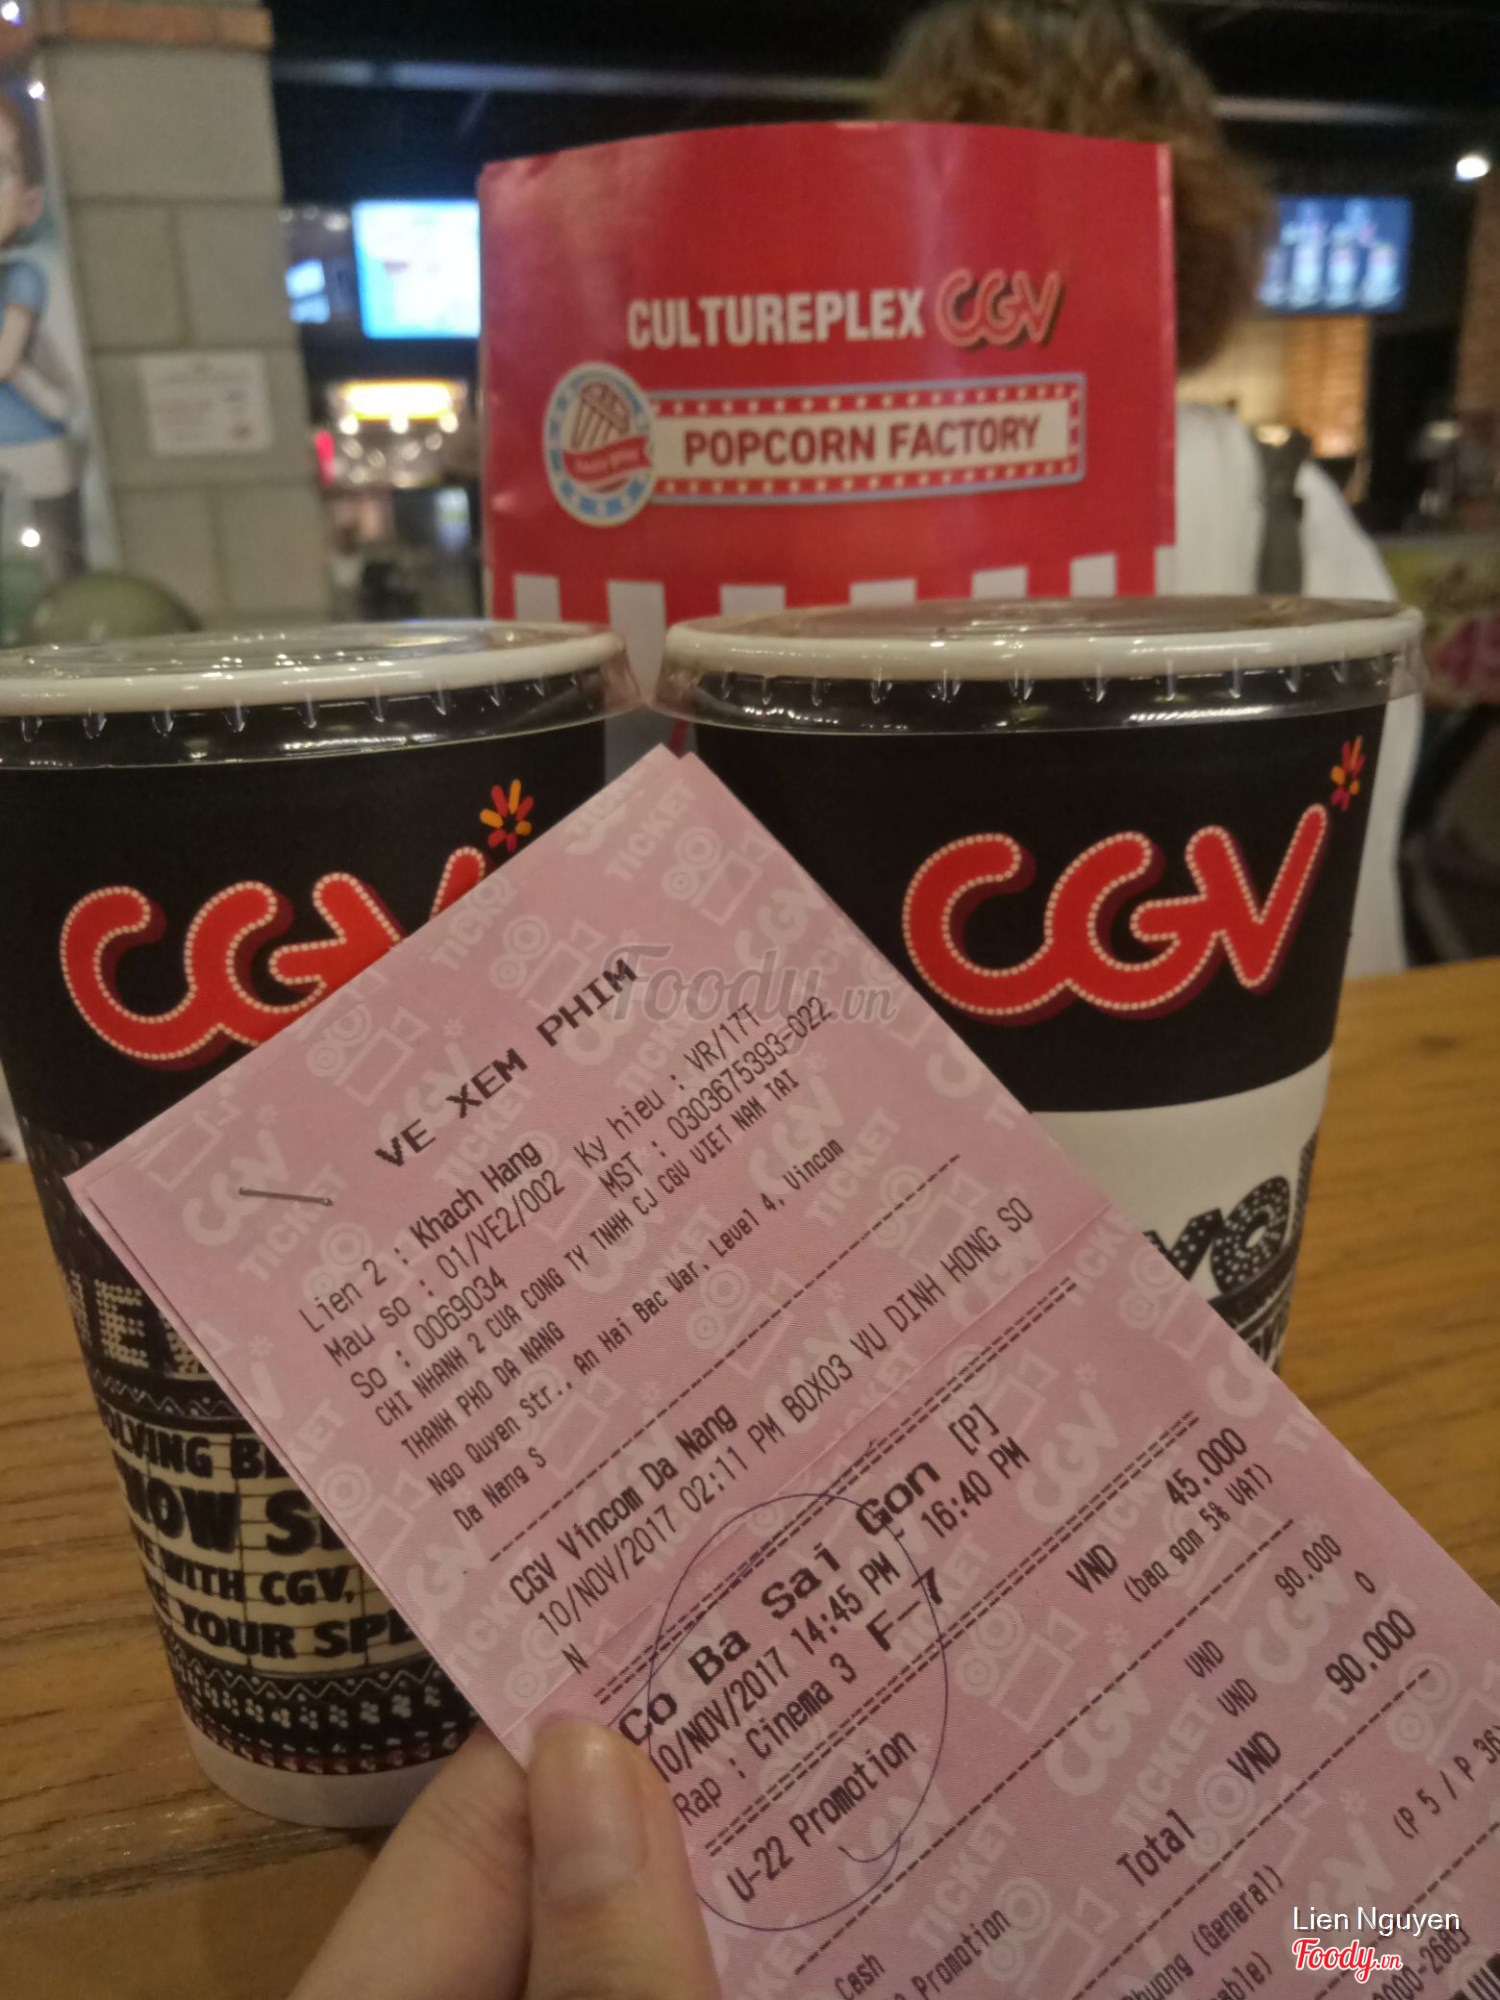 CULTUREPLEX CGV
POPCORN FACTORY
CGV
CGV
Foody.vn
VE XEM PHIM
Lien 2 : Khach Hang
Mau so : 01/VE2/002 Ky hieu : VR/17T
So : 0069034 MST : 0303675393-022
CHI NHANH 2 CUA CONG TY TNHH CJ CGV VIET NAM TAI
THANH PHO DA NANG
Ngo Quyen Str., An Hai Bac War, Level 4, Vincom
Da Nang S
CGV Vincom Da Nang
10/NOV/2017 02:11 PM BOX03 VU DINH HONG SO
N
Co Ba Sai Gon [P]
10/NOV/2017 14:45 PM 16:40 PM
Rap : Cinema 3 F-7
U-22 Promotion VND 45,000
(bao gom 5% VAT)
VND 90,000
VND 0
Total VND 90,000
Cash
Promotion
(P 5 / P 36
(General)
WITH CGV,
YOUR
Lien Nguyen
Foody.vn